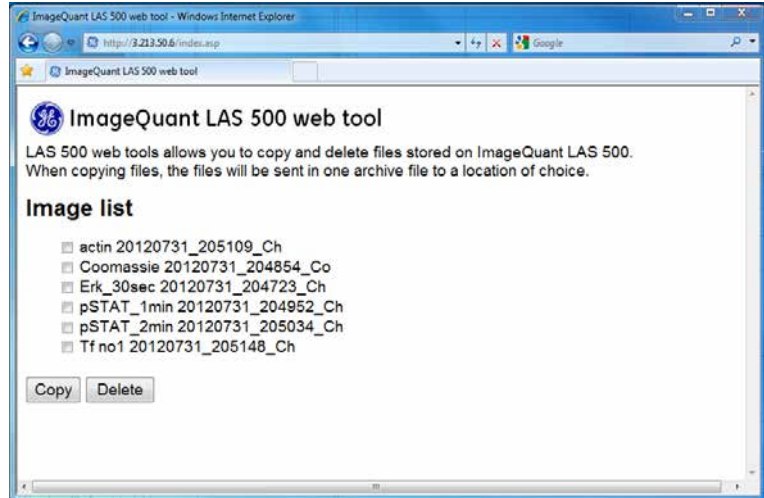 ImageQuant LAS 500 web tool - Windows Internet Explorer
http://3.213.50.6/index.asp
Google
ImageQuant LAS 500 web tool
ImageQuant LAS 500 web tool
LAS 500 web tools allows you to copy and delete files stored on ImageQuant LAS 500.
When copying files, the files will be sent in one archive file to a location of choice.
Image list
actin 20120731_205109_Ch
Coomassie 20120731_204854_Co
Erk_30sec 20120731_204723_Ch
pSTAT_1min 20120731_204952_Ch
pSTAT_2min 20120731_205034_Ch
Tf no1 20120731_205148_Ch
Copy Delete